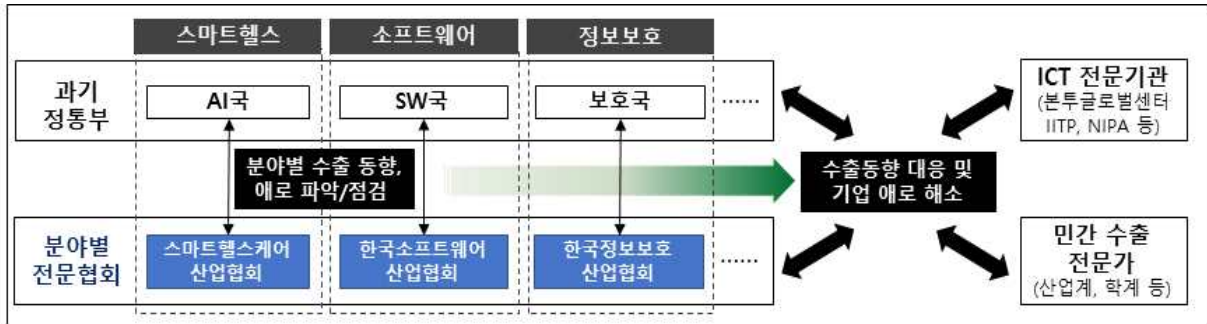 스마트헬스
소프트웨어
정보보호
과기
정통부
AI국
SW국
보호국
······
ICT 전문기관
(본투글로벌센터
IITP, NIPA 등)
분야별 수출 동향,
애로 파악/점검
수출동향 대응 및
기업 애로 해소
분야별
전문협회
스마트헬스케어
산업협회
한국소프트웨어
산업협회
한국정보보호
산업협회
······
민간 수출
전문가
(산업계, 학계 등)